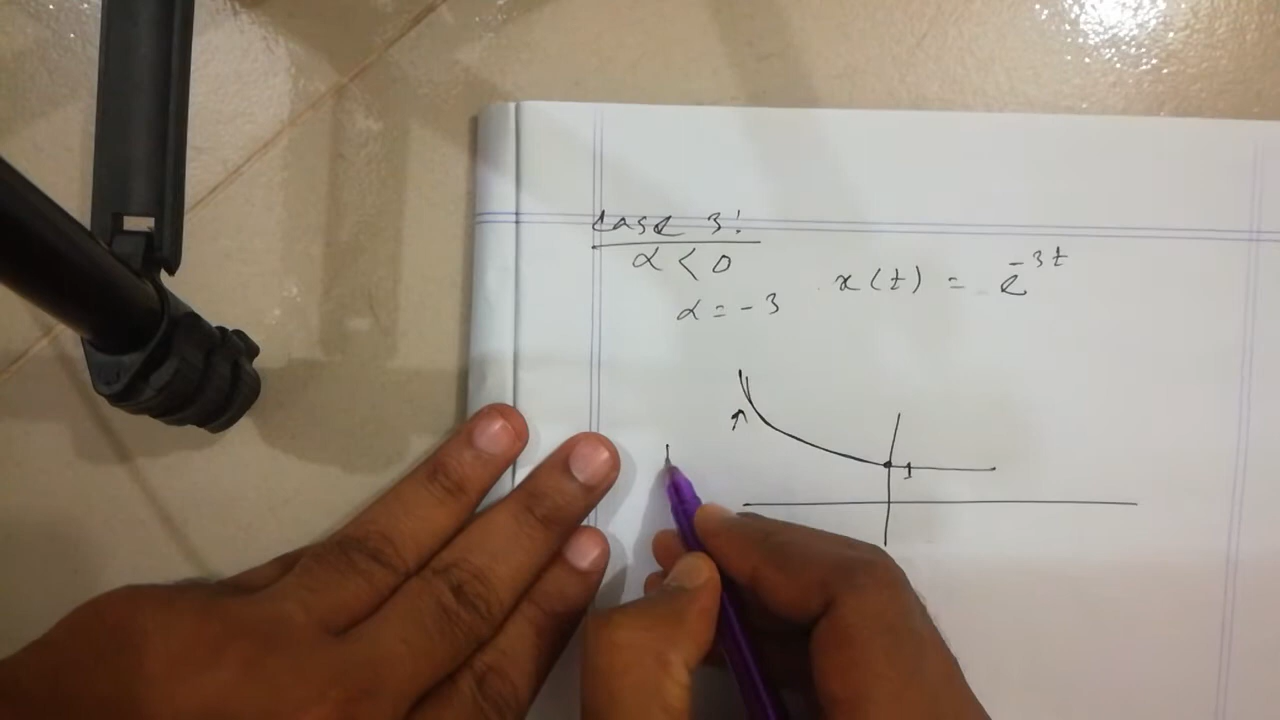 Case 3!
α < 0
α = -3
x(t) = e^-3t
1